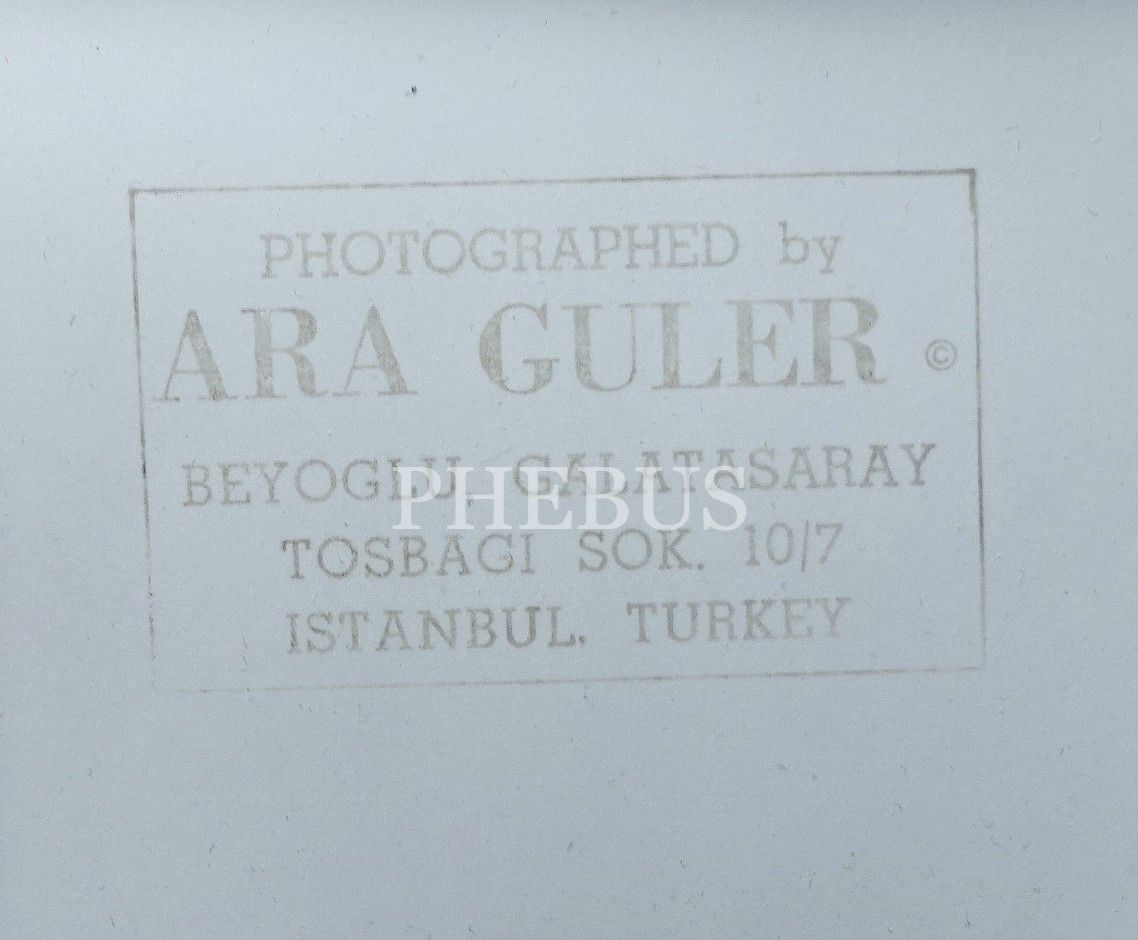 PHOTOGRAPHED by
ARA GULER ©
BEYOGLU, GALATASARAY
PHEBUS
TOSBAGI SOK. 10/7
ISTANBUL, TURKEY